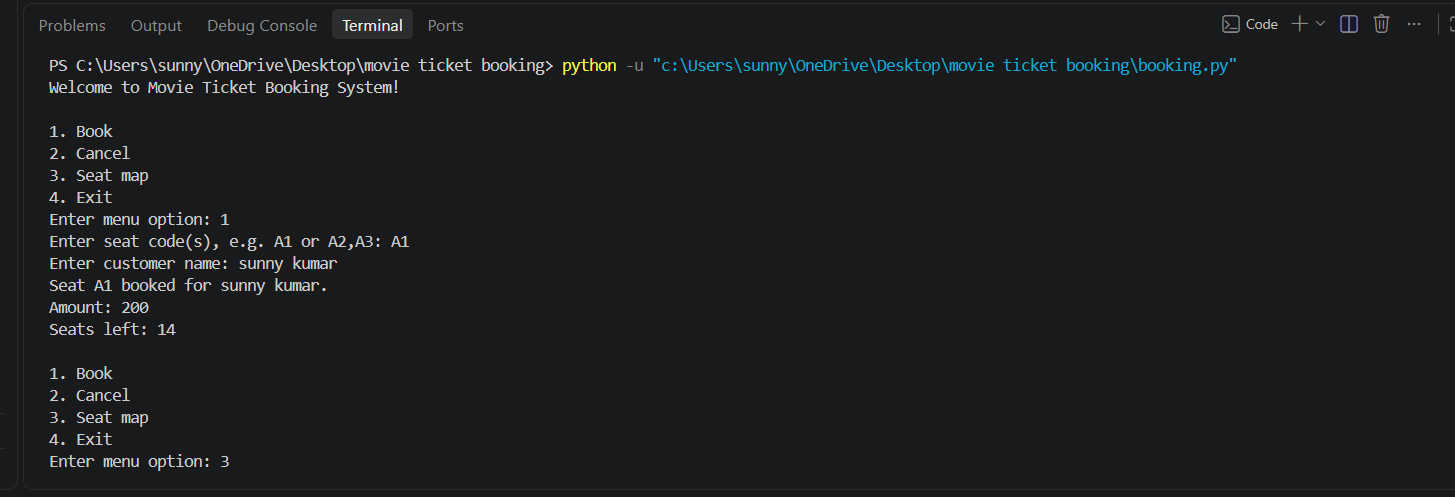 Problems Output Debug Console Terminal Ports Code
PS C:\Users\sunny\OneDrive\Desktop\movie ticket booking> python -u "c:\Users\sunny\OneDrive\Desktop\movie ticket booking\booking.py"
Welcome to Movie Ticket Booking System!
1. Book
2. Cancel
3. Seat map
4. Exit
Enter menu option: 1
Enter seat code(s), e.g. A1 or A2,A3: A1
Enter customer name: sunny kumar
Seat A1 booked for sunny kumar.
Amount: 200
Seats left: 14
1. Book
2. Cancel
3. Seat map
4. Exit
Enter menu option: 3